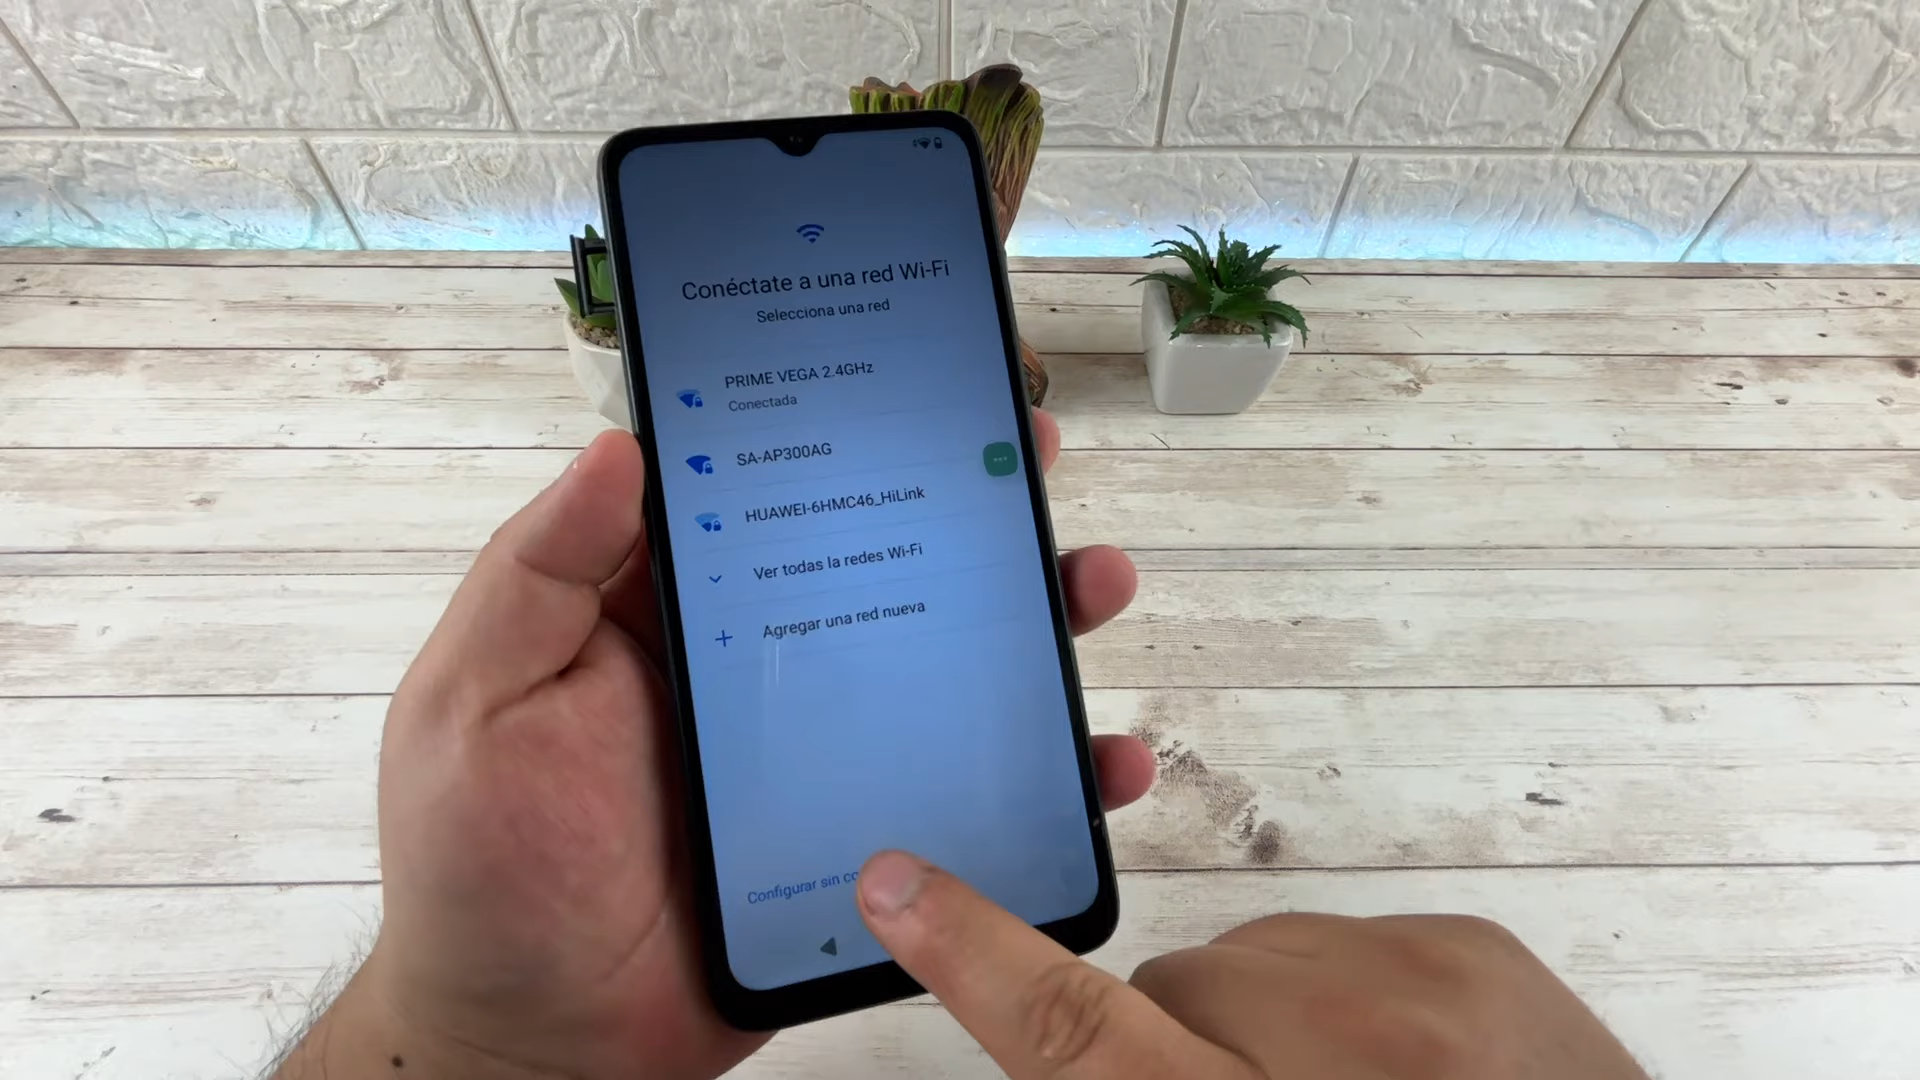 Conéctate a una red Wi-Fi
Selecciona una red
PRIME VEGA 2.4GHz
Conectada
SA-AP300AG
HUAWEI-6HMC46_HiLink
Ver todas la redes Wi-Fi
Agregar una red nueva
Configurar sin